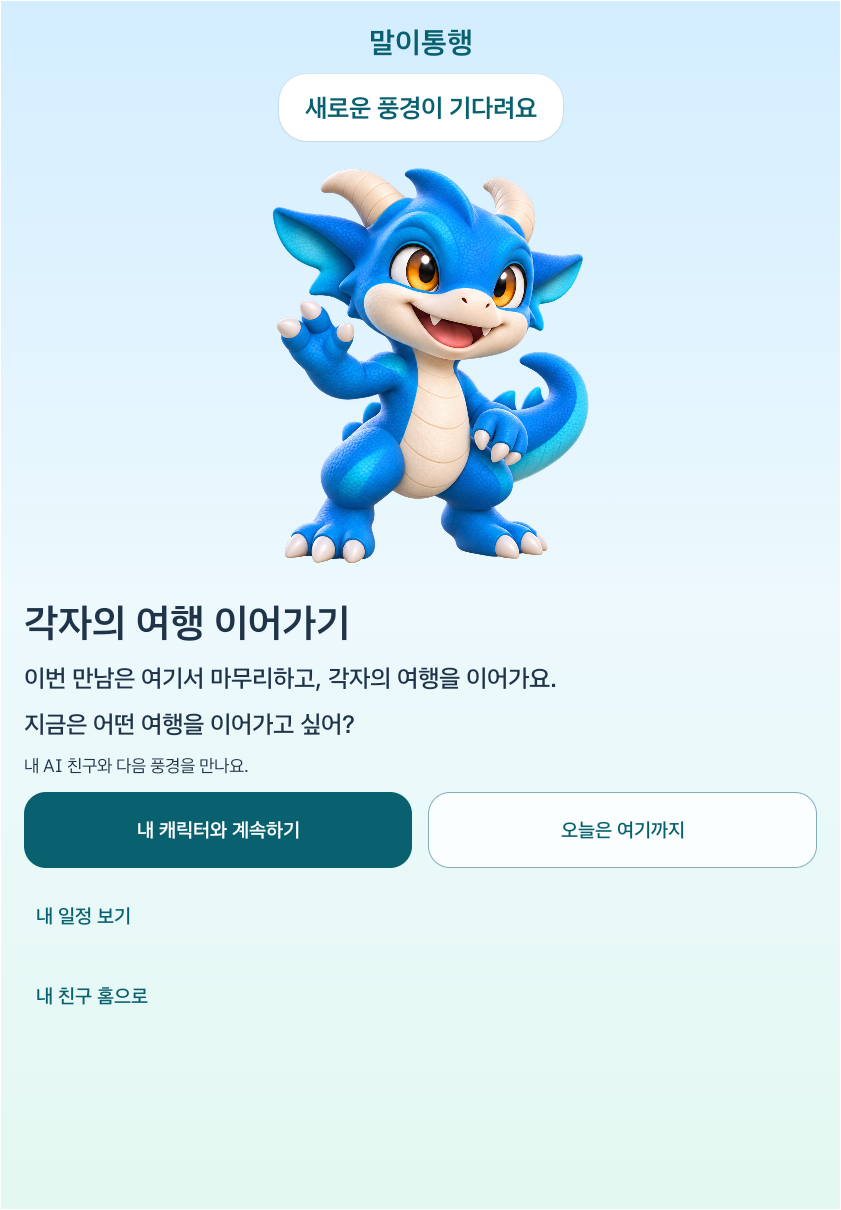 말이통행
새로운 풍경이 기다려요
각자의 여행 이어가기
이번 만남은 여기서 마무리하고, 각자의 여행을 이어가요.
지금은 어떤 여행을 이어가고 싶어?
내 AI 친구와 다음 풍경을 만나요.
내 캐릭터와 계속하기
오늘은 여기까지
내 일정 보기
내 친구 홈으로